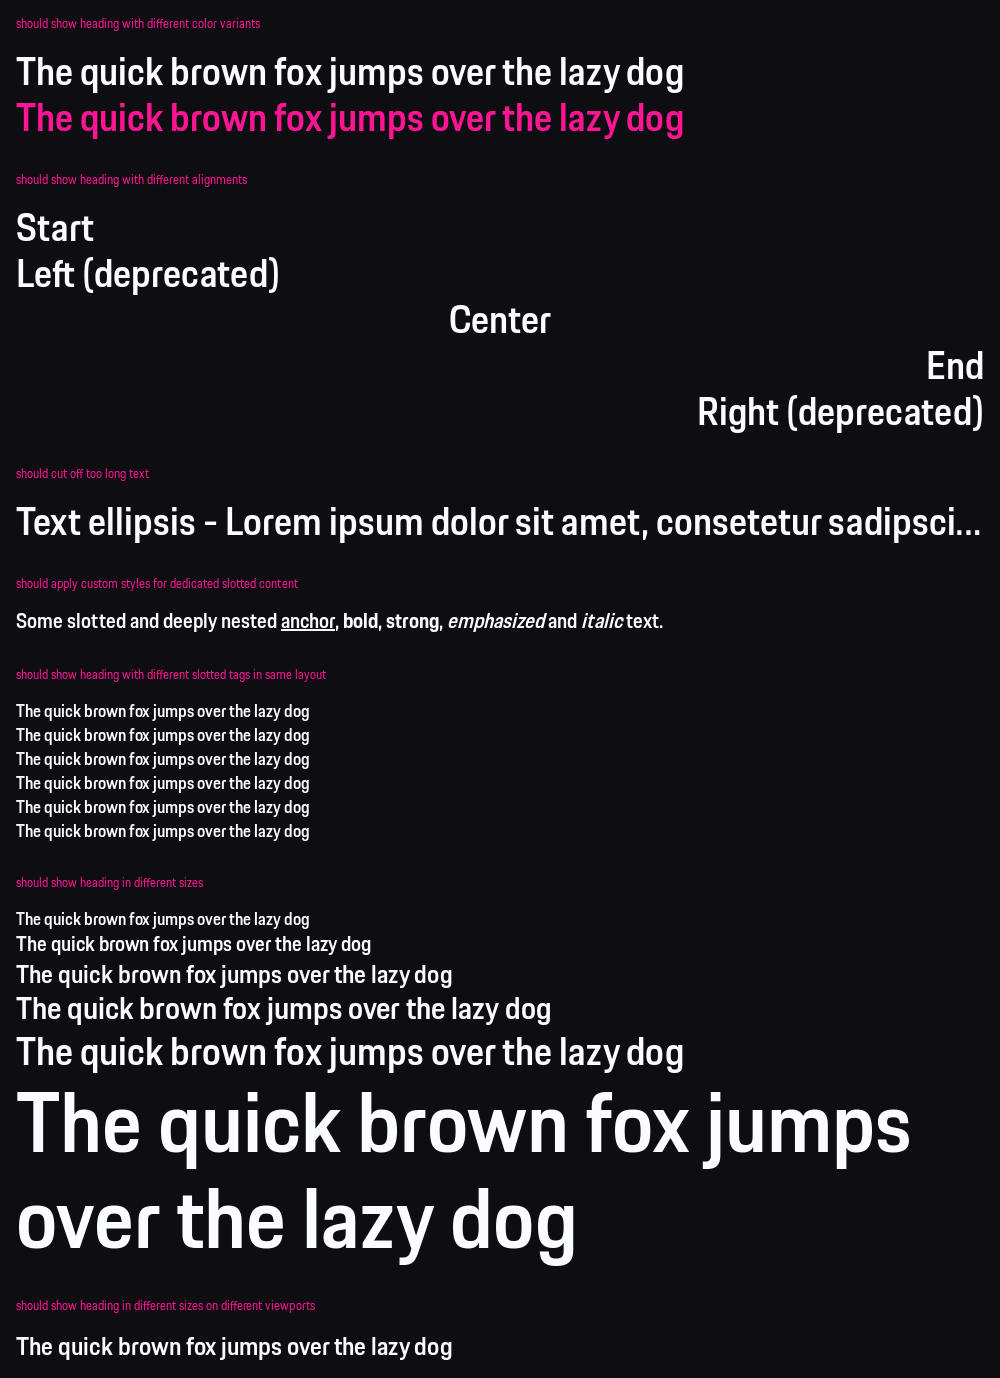 should show heading with different color variants
The quick brown fox jumps over the lazy dog
The quick brown fox jumps over the lazy dog
should show heading with different alignments
Start
Left (deprecated)
Center
End
Right (deprecated)
should cut off too long text
Text ellipsis - Lorem ipsum dolor sit amet, consetetur sadipsci...
should apply custom styles for dedicated slotted content
Some slotted and deeply nested anchor, bold, strong, emphasized and italic text.
should show heading with different slotted tags in same layout
The quick brown fox jumps over the lazy dog
The quick brown fox jumps over the lazy dog
The quick brown fox jumps over the lazy dog
The quick brown fox jumps over the lazy dog
The quick brown fox jumps over the lazy dog
The quick brown fox jumps over the lazy dog
should show heading in different sizes
The quick brown fox jumps over the lazy dog
The quick brown fox jumps over the lazy dog
The quick brown fox jumps over the lazy dog
The quick brown fox jumps over the lazy dog
The quick brown fox jumps over the lazy dog
The quick brown fox jumps
over the lazy dog
should show heading in different sizes on different viewports
The quick brown fox jumps over the lazy dog